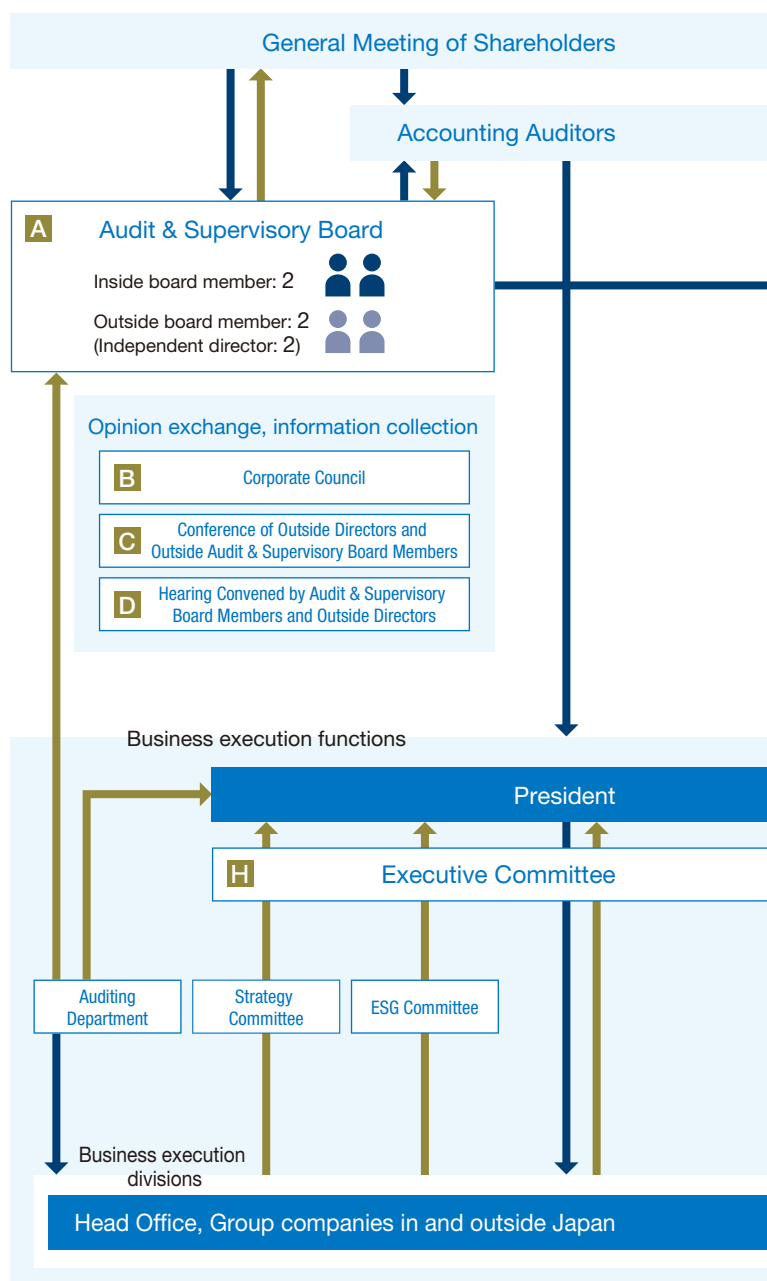 General Meeting of Shareholders
Accounting Auditors
A Audit & Supervisory Board
Inside board member: 2
Outside board member: 2
(Independent director: 2)
Opinion exchange, information collection
B Corporate Council
C Conference of Outside Directors and
Outside Audit & Supervisory Board Members
D Hearing Convened by Audit & Supervisory
Board Members and Outside Directors
Business execution functions
President
H Executive Committee
Auditing
Department
Strategy
Committee
ESG Committee
Business execution
divisions
Head Office, Group companies in and outside Japan